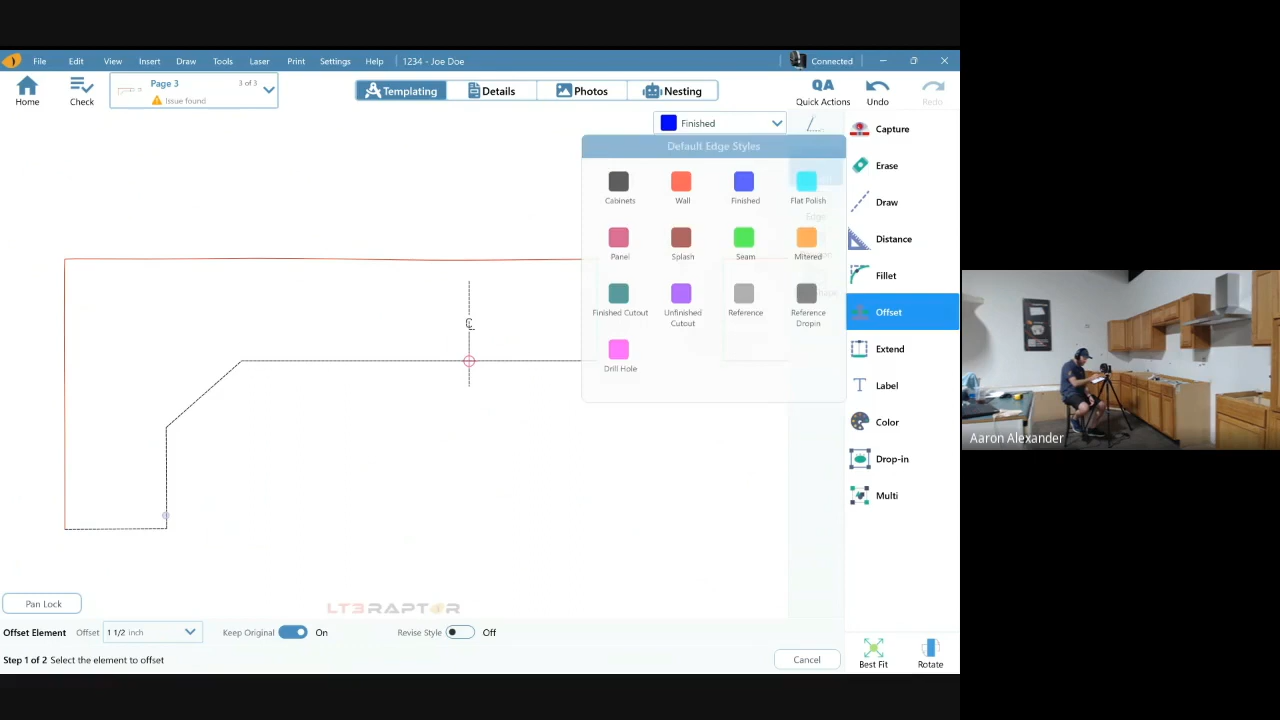 File Edit View Insert Draw Tools Laser Print Settings Help 1234 - Joe Doe Connected
Home
Check
Page 3
3 of 3
Issue found
Templating
Details
Photos
Nesting
QA
Quick Actions
Undo
Redo
Finished
Default Edge Styles
Cabinets
Wall
Finished
Flat Polish
Panel
Splash
Seam
Mitered
Finished Cutout
Unfinished
Cutout
Reference
Reference
Dropin
Drill Hole
Edge
Capture
Erase
Draw
Distance
Fillet
Offset
Extend
Label
Color
Drop-in
Multi
Best Fit
Rotate
Pan Lock
LT3RAPTOR
Offset Element Offset 1 1/2 inch Keep Original On Revise Style Off
Step 1 of 2 Select the element to offset
Cancel
Aaron Alexander